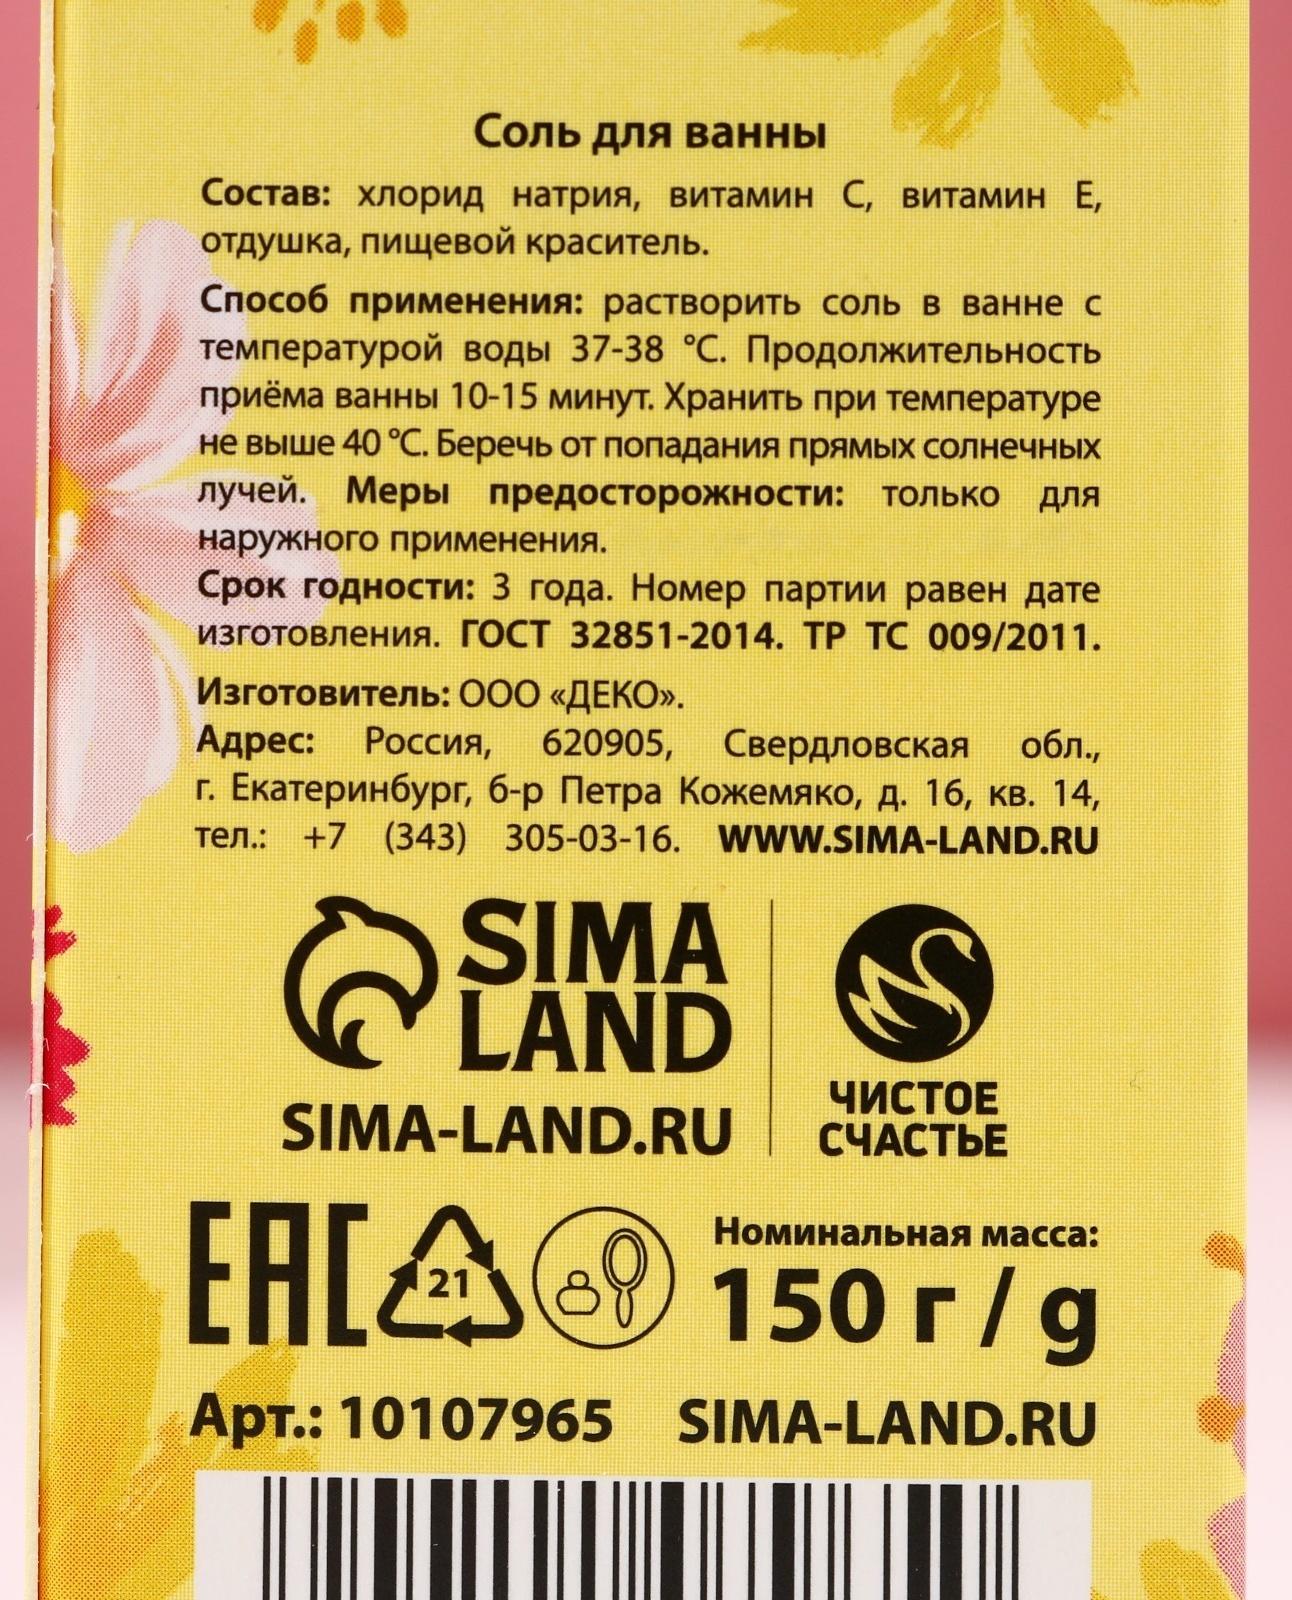 Соль для ванны
Состав: хлорид натрия, витамин С, витамин Е,
отдушка, пищевой краситель.
Способ применения: растворить соль в ванне с
температурой воды 37-38 °С. Продолжительность
приёма ванны 10-15 минут. Хранить при температуре
не выше 40 °С. Беречь от попадания прямых солнечных
лучей. Меры предосторожности: только для
наружного применения.
Срок годности: 3 года. Номер партии равен дате
изготовления. ГОСТ 32851-2014. ТР ТС 009/2011.
Изготовитель: ООО «ДЕКО».
Адрес: Россия, 620905, Свердловская обл.,
г. Екатеринбург, б-р Петра Кожемяко, д. 16, кв. 14,
тел.: +7 (343) 305-03-16. WWW.SIMA-LAND.RU
SIMA
LAND
SIMA-LAND.RU
ЧИСТОЕ
СЧАСТЬЕ
ЕАС
21
Номинальная масса:
150 г / g
Арт.: 10107965 SIMA-LAND.RU